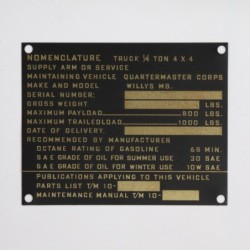 NOMENCLATURE TRUCK 1/4 TON 4 X 4
SUPPLY ARM OR SERVICE
MAINTAINING VEHICLE QUARTERMASTER CORPS
MAKE AND MODEL WILLYS MB.
SERIAL NUMBER:
GROSS WEIGHT LBS.
MAXIMUM PAYLOAD 800 LBS.
MAXIMUM TRAILEDLOAD 1000 LBS.
DATE OF DELIVERY.
RECOMMENDED BY MANUFACTURER
OCTANE RATING OF GASOLINE 68 MIN.
S A E GRADE OF OIL FOR SUMMER USE 30 SAE
S A E GRADE OF OIL FOR WINTER USE 10W SAE
PUBLICATIONS APPLYING TO THIS VEHICLE
PARTS LIST T/M 10-
MAINTENANCE MANUAL T/M 10-